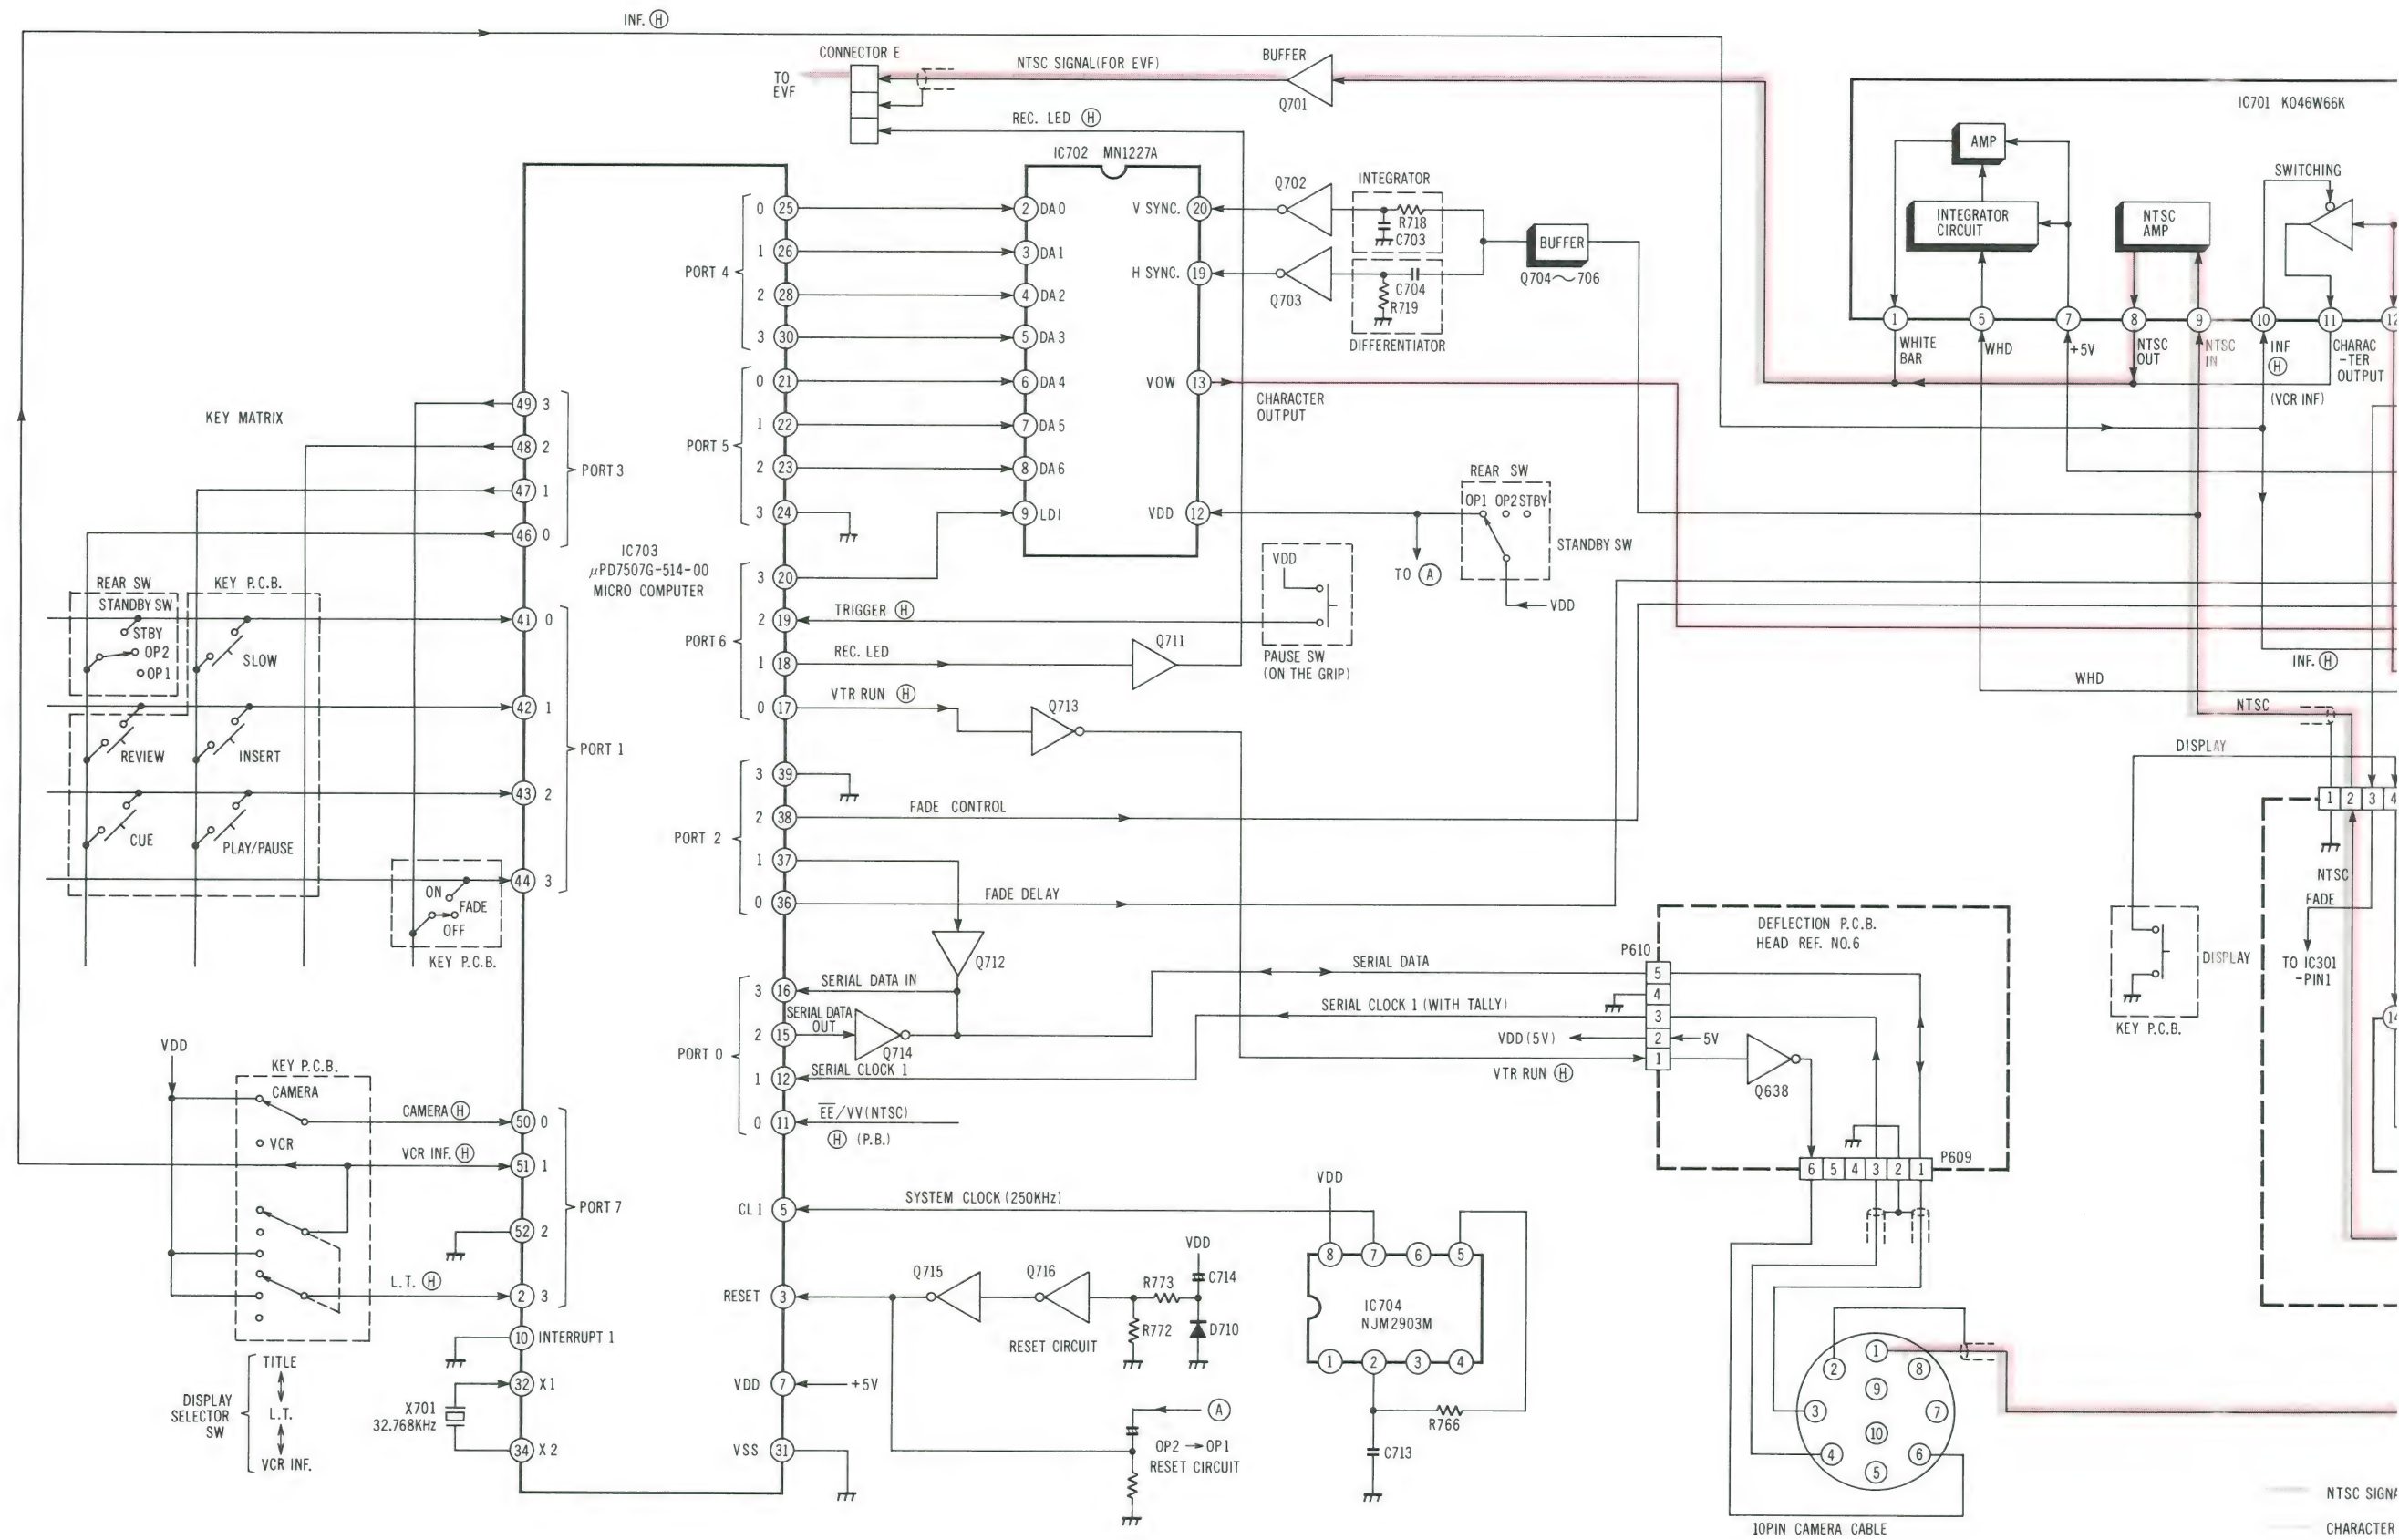 INF. Ⓗ
CONNECTOR E
TO
EVF
NTSC SIGNAL(FOR EVF)
BUFFER
Q701
REC. LED Ⓗ
IC701 KO46W66K
AMP
INTEGRATOR
CIRCUIT
NTSC
AMP
SWITCHING
1
5
7
8
9
10
11
12
WHITE
BAR
WHD
+5V
NTSC
OUT
NTSC
IN
INF
Ⓗ
(VCR INF)
CHARAC
-TER
OUTPUT
IC702 MN1227A
2 DA0
3 DA1
4 DA2
5 DA3
6 DA4
7 DA5
8 DA6
9 LDI
V SYNC. 20
H SYNC. 19
VOW 13
VDD 12
Q702
Q703
INTEGRATOR
R718
C703
C704
R719
DIFFERENTIATOR
BUFFER
Q704～706
CHARACTER
OUTPUT
REAR SW
OP1 OP2 STBY
STANDBY SW
VDD
TO Ⓐ
VDD
PAUSE SW
(ON THE GRIP)
KEY MATRIX
49 3
48 2
47 1
46 0
PORT 3
IC703
μPD7507G-514-00
MICRO COMPUTER
PORT 4
0 25
1 26
2 28
3 30
PORT 5
0 21
1 22
2 23
3 24
PORT 6
3 20
2 19
1 18
0 17
TRIGGER Ⓗ
REC. LED
Q711
VTR RUN Ⓗ
Q713
PORT 2
3 39
2 38
1 37
0 36
FADE CONTROL
FADE DELAY
Q712
PORT 0
3 16
2 15
1 12
0 11
SERIAL DATA IN
SERIAL DATA
OUT
Q714
SERIAL CLOCK 1
EE/VV(NTSC)
Ⓗ (P.B.)
REAR SW
STANDBY SW
STBY
OP2
OP1
KEY P.C.B.
SLOW
REVIEW
INSERT
CUE
PLAY/PAUSE
41 0
42 1
43 2
44 3
PORT 1
ON
FADE
OFF
KEY P.C.B.
VDD
KEY P.C.B.
CAMERA
VCR
CAMERA Ⓗ
VCR INF. Ⓗ
L.T. Ⓗ
50 0
51 1
52 2
2 3
PORT 7
10 INTERRUPT 1
32 X1
34 X2
X701
32.768KHz
DISPLAY
SELECTOR
SW
TITLE
L.T.
VCR INF.
CL1 5
SYSTEM CLOCK (250KHz)
RESET 3
Q715
Q716
RESET CIRCUIT
R773
R772
VDD
C714
D710
VDD 7
+5V
VSS 31
Ⓐ
OP2→OP1
RESET CIRCUIT
VDD
8 7 6 5
IC704
NJM2903M
1 2 3 4
R766
C713
SERIAL DATA
SERIAL CLOCK 1 (WITH TALLY)
VDD(5V)
VTR RUN Ⓗ
P610
5
4
3
2
1
5V
DEFLECTION P.C.B.
HEAD REF. NO.6
Q638
6 5 4 3 2 1
P609
1
2
3
4
5
6
7
8
9
10
10PIN CAMERA CABLE
INF. Ⓗ
WHD
NTSC
DISPLAY
1 2 3 4
NTSC
FADE
TO IC301
-PIN1
DISPLAY
KEY P.C.B.
14
NTSC SIGNA
CHARACTER